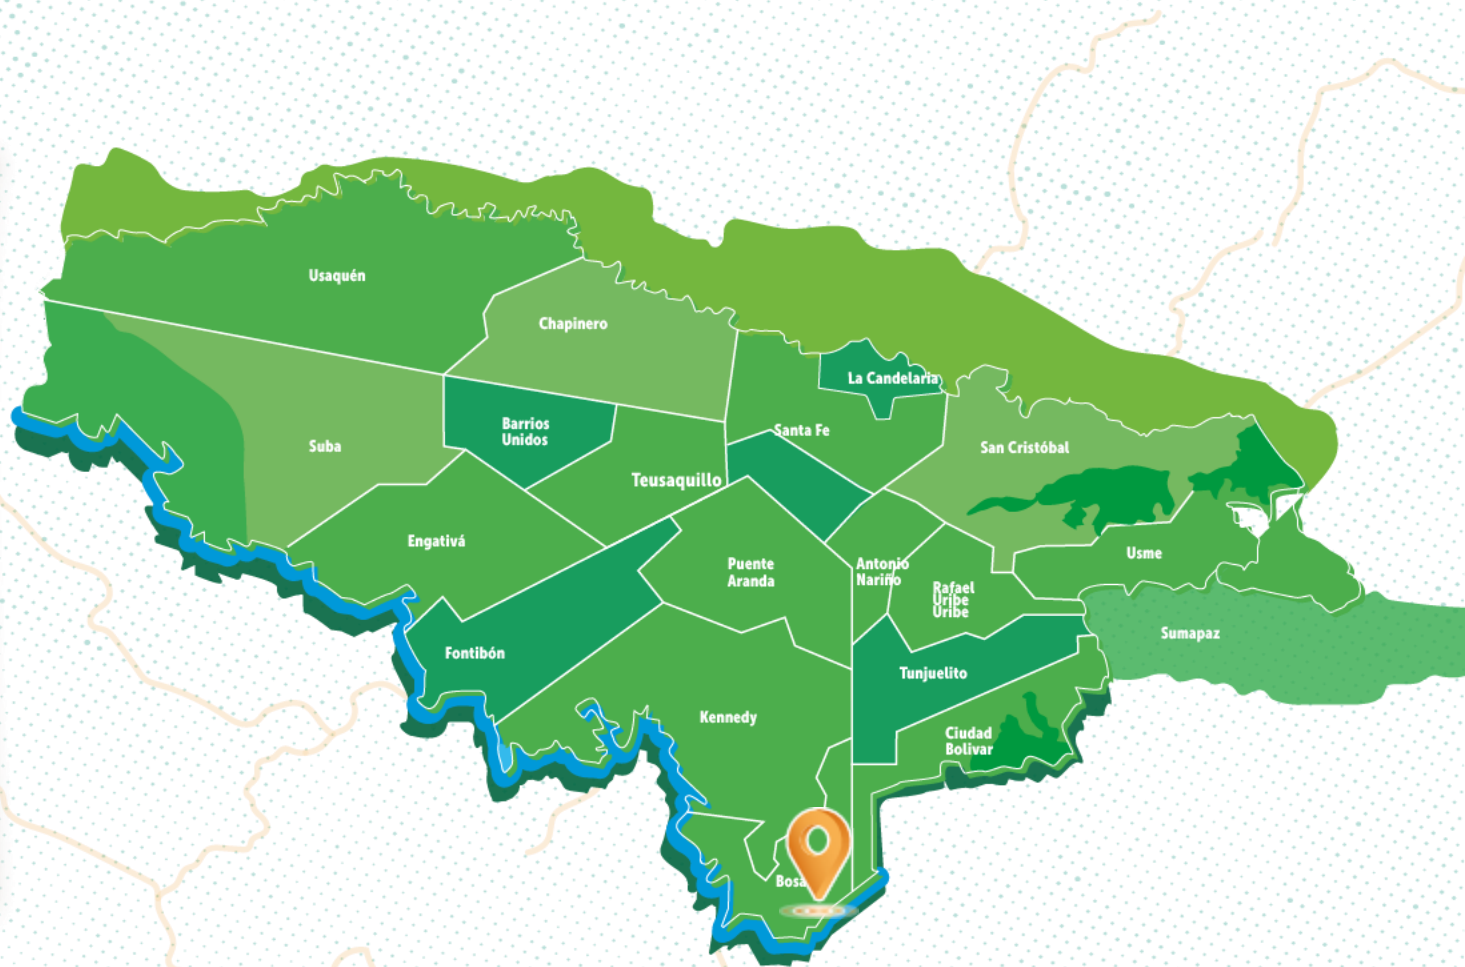 Usaquén
Chapinero
La Candelaria
Barrios
Unidos
Santa Fe
Suba
San Cristóbal
Teusaquillo
Engativá
Usme
Puente
Aranda
Antonio
Nariño
Rafael
Uribe
Uribe
Sumapaz
Fontibón
Tunjuelito
Kennedy
Ciudad
Bolivar
Bosa